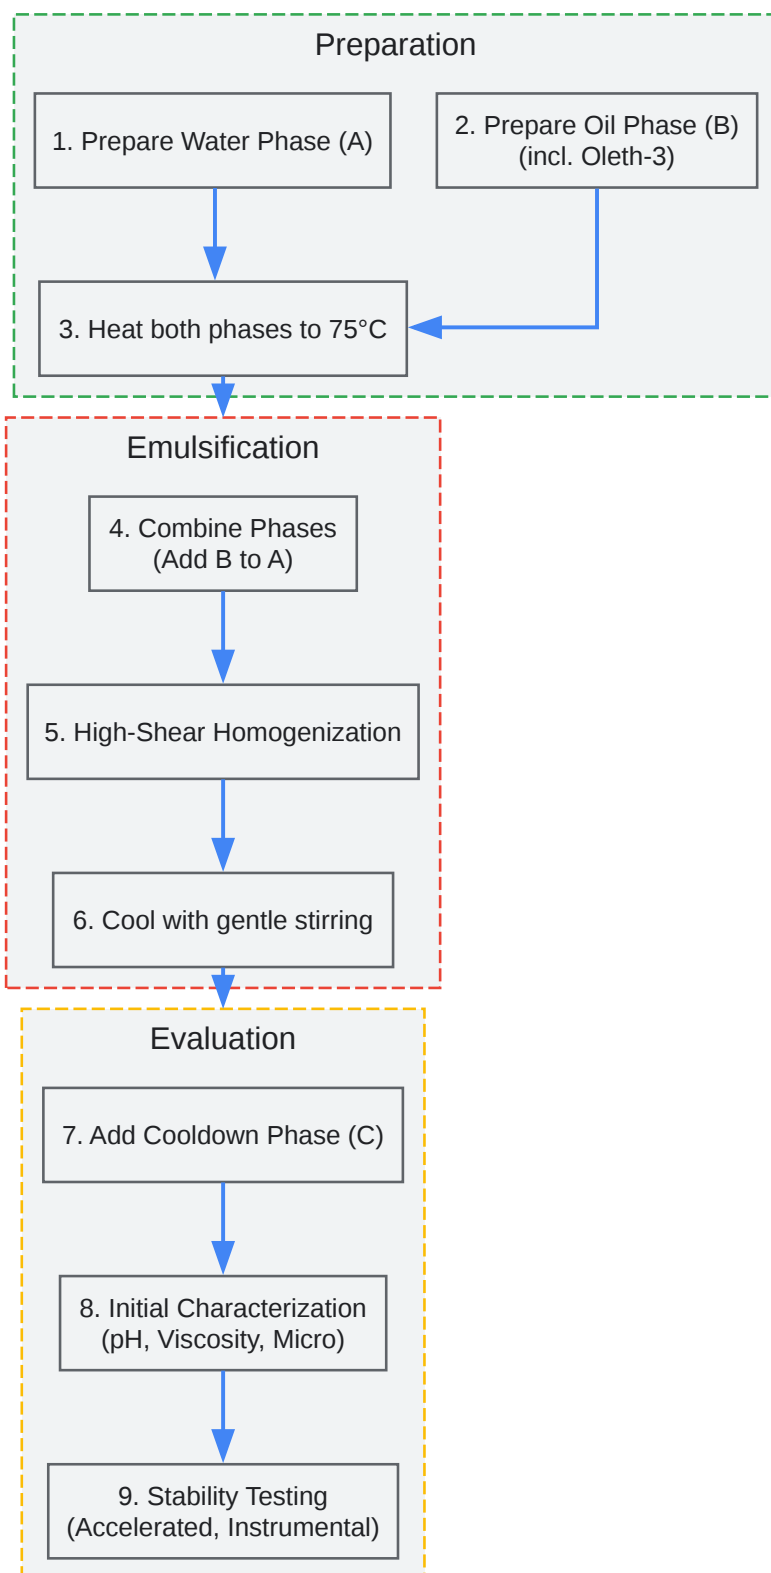 Preparation
1. Prepare Water Phase (A)
2. Prepare Oil Phase (B)
(incl. Oleth-3)
3. Heat both phases to 75°C
Emulsification
4. Combine Phases
(Add B to A)
5. High-Shear Homogenization
6. Cool with gentle stirring
Evaluation
7. Add Cooldown Phase (C)
8. Initial Characterization
(pH, Viscosity, Micro)
9. Stability Testing
(Accelerated, Instrumental)